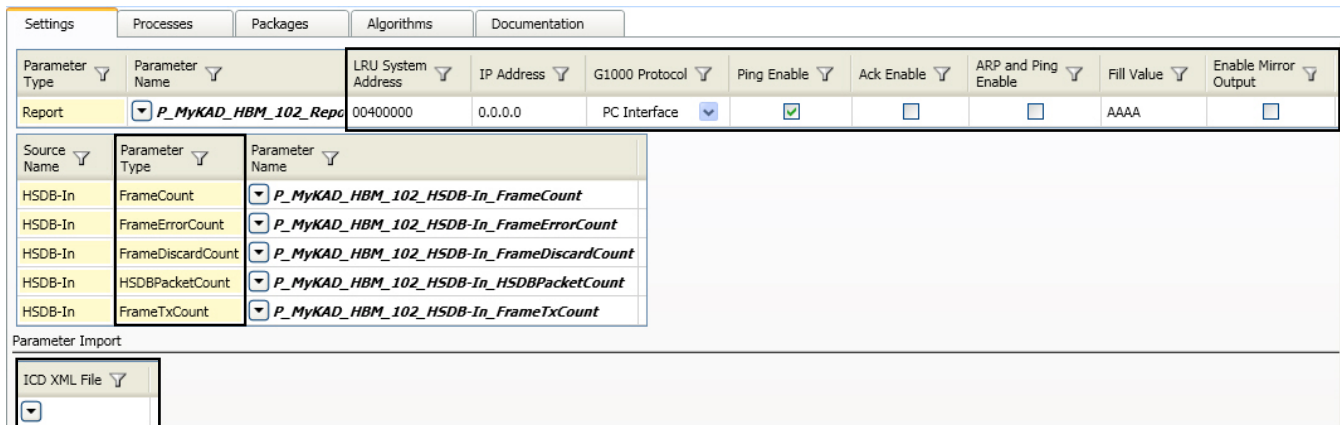 Settings Processes Packages Algorithms Documentation
Parameter Type Parameter Name LRU System Address IP Address G1000 Protocol Ping Enable Ack Enable ARP and Ping Enable Fill Value Enable Mirror Output
Report P_MyKAD_HBM_102_Repo 00400000 0.0.0.0 PC Interface AAAA
Source Name Parameter Type Parameter Name
HSDB-In FrameCount P_MyKAD_HBM_102_HSDB-In_FrameCount
HSDB-In FrameErrorCount P_MyKAD_HBM_102_HSDB-In_FrameErrorCount
HSDB-In FrameDiscardCount P_MyKAD_HBM_102_HSDB-In_FrameDiscardCount
HSDB-In HSDBPacketCount P_MyKAD_HBM_102_HSDB-In_HSDBPacketCount
HSDB-In FrameTxCount P_MyKAD_HBM_102_HSDB-In_FrameTxCount
Parameter Import
ICD XML File